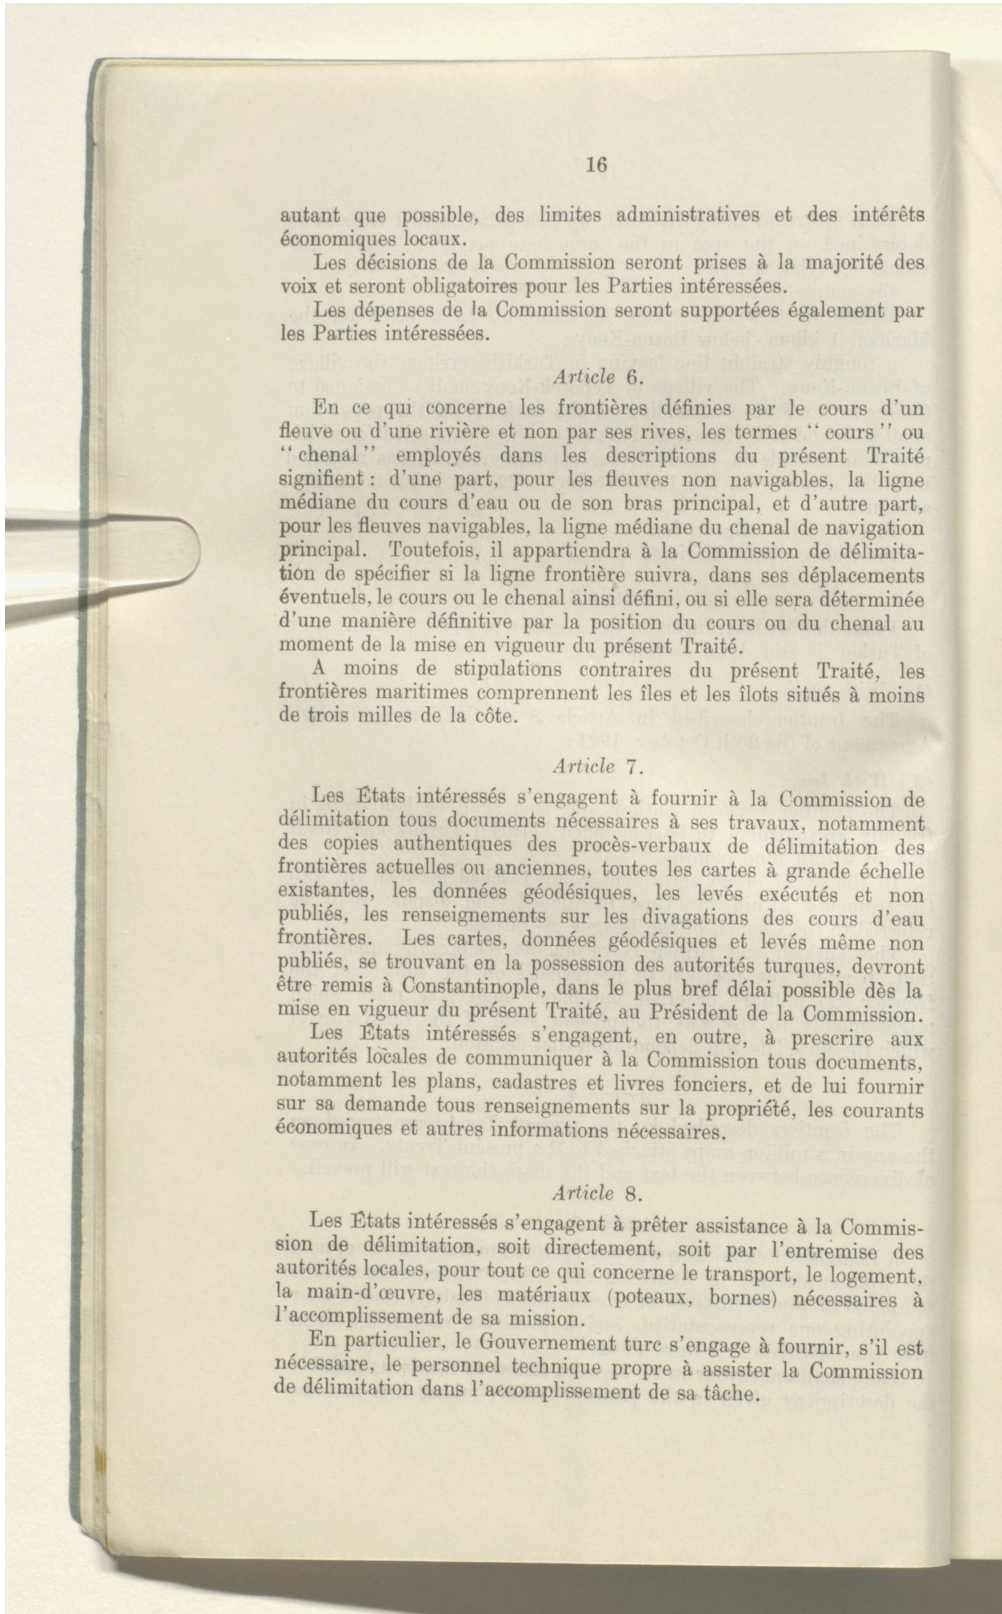 16
autant que possible, des limites administratives et des intérêts
économiques locaux.
Les décisions de la Commission seront prises à la majorité des
voix et seront obligatoires pour les Parties intéressées.
Les dépenses de la Commission seront supportées également par
les Parties intéressées.
Article 6.
En ce qui concerne les frontières définies par le cours d'un
fleuve ou d'une rivière et non par ses rives, les termes "cours" ou
"chenal" employés dans les descriptions du présent Traité
signifient : d'une part, pour les fleuves non navigables, la ligne
médiane du cours d'eau ou de son bras principal, et d'autre part,
pour les fleuves navigables, la ligne médiane du chenal de navigation
principal. Toutefois, il appartiendra à la Commission de délimita-
tion de spécifier si la ligne frontière suivra, dans ses déplacements
éventuels, le cours ou le chenal ainsi défini, ou si elle sera déterminée
d'une manière définitive par la position du cours ou du chenal au
moment de la mise en vigueur du présent Traité.
A moins de stipulations contraires du présent Traité, les
frontières maritimes comprennent les îles et les îlots situés à moins
de trois milles de la côte.
Article 7.
Les États intéressés s'engagent à fournir à la Commission de
délimitation tous documents nécessaires à ses travaux, notamment
des copies authentiques des procès-verbaux de délimitation des
frontières actuelles ou anciennes, toutes les cartes à grande échelle
existantes, les données géodésiques, les levés exécutés et non
publiés, les renseignements sur les divagations des cours d'eau
frontières. Les cartes, données géodésiques et levés même non
publiés, se trouvant en la possession des autorités turques, devront
être remis à Constantinople, dans le plus bref délai possible dès la
mise en vigueur du présent Traité, au Président de la Commission.
Les États intéressés s'engagent, en outre, à prescrire aux
autorités locales de communiquer à la Commission tous documents,
notamment les plans, cadastres et livres fonciers, et de lui fournir
sur sa demande tous renseignements sur la propriété, les courants
économiques et autres informations nécessaires.
Article 8.
Les États intéressés s'engagent à prêter assistance à la Commis-
sion de délimitation, soit directement, soit par l'entremise des
autorités locales, pour tout ce qui concerne le transport, le logement,
la main-d'œuvre, les matériaux (poteaux, bornes) nécessaires à
l'accomplissement de sa mission.
En particulier, le Gouvernement turc s'engage à fournir, s'il est
nécessaire, le personnel technique propre à assister la Commission
de délimitation dans l'accomplissement de sa tâche.